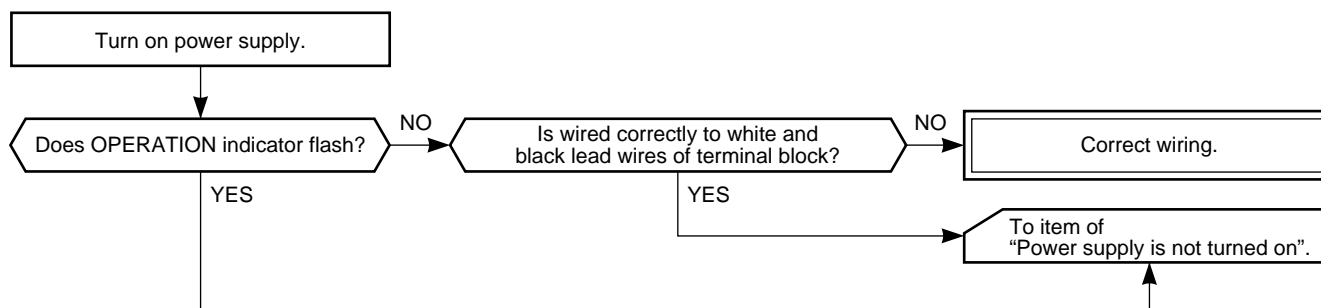 Turn on power supply.
Does OPERATION indicator flash?
NO
Is wired correctly to white and
black lead wires of terminal block?
NO
Correct wiring.
YES
YES
To item of
“Power supply is not turned on”.